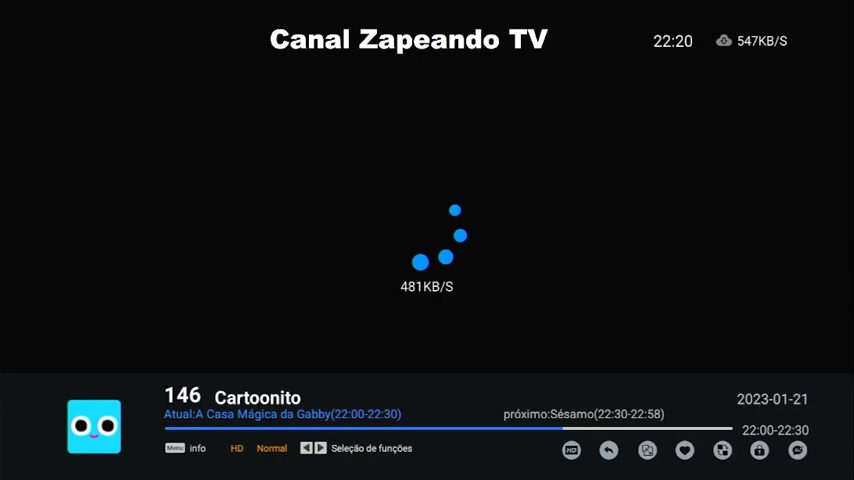 Canal Zapeando TV
22:20
547KB/S
481KB/S
146 Cartoonito
2023-01-21
Atual:A Casa Mágica da Gabby(22:00-22:30)
próximo:Sésamo(22:30-22:58)
22:00-22:30
Menu info HD Normal Seleção de funções
HD